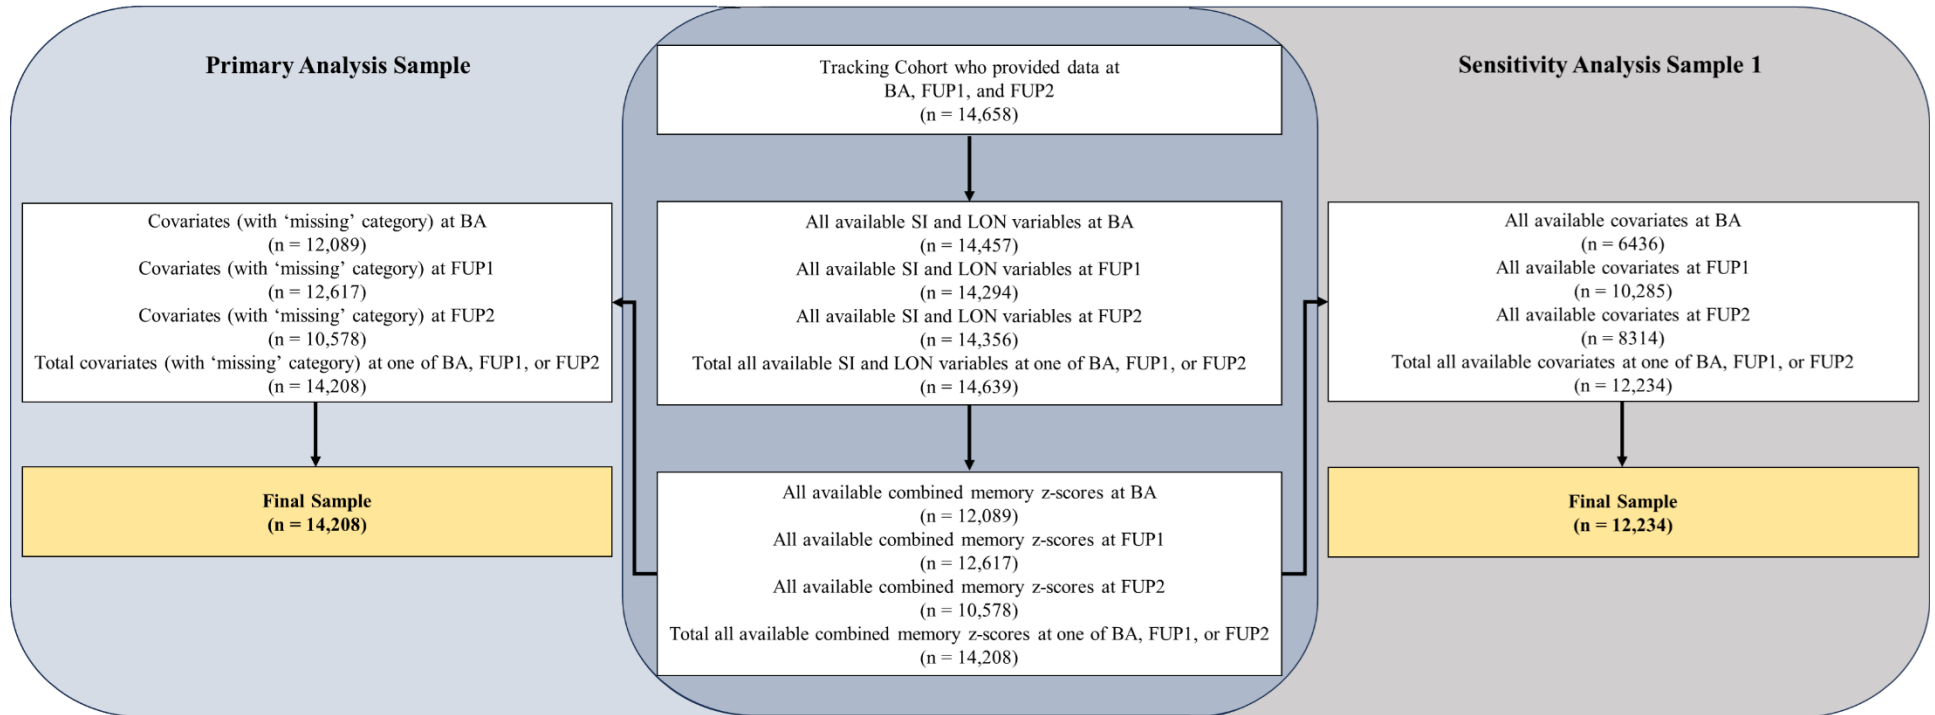 Primary Analysis Sample
Tracking Cohort who provided data at
BA, FUP1, and FUP2
(n = 14,658)
Sensitivity Analysis Sample 1
Covariates (with ‘missing’ category) at BA
(n = 12,089)
Covariates (with ‘missing’ category) at FUP1
(n = 12,617)
Covariates (with ‘missing’ category) at FUP2
(n = 10,578)
Total covariates (with ‘missing’ category) at one of BA, FUP1, or FUP2
(n = 14,208)
All available SI and LON variables at BA
(n = 14,457)
All available SI and LON variables at FUP1
(n = 14,294)
All available SI and LON variables at FUP2
(n = 14,356)
Total all available SI and LON variables at one of BA, FUP1, or FUP2
(n = 14,639)
All available covariates at BA
(n = 6436)
All available covariates at FUP1
(n = 10,285)
All available covariates at FUP2
(n = 8314)
Total all available covariates at one of BA, FUP1, or FUP2
(n = 12,234)
Final Sample
(n = 14,208)
All available combined memory z-scores at BA
(n = 12,089)
All available combined memory z-scores at FUP1
(n = 12,617)
All available combined memory z-scores at FUP2
(n = 10,578)
Total all available combined memory z-scores at one of BA, FUP1, or FUP2
(n = 14,208)
Final Sample
(n = 12,234)